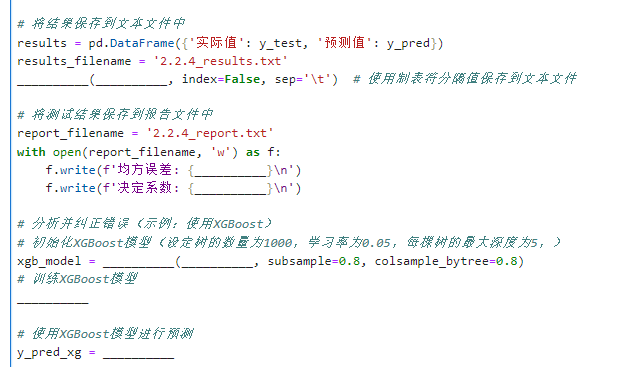 # 将结果保存到文本文件中
results = pd.DataFrame({'实际值': y_test, '预测值': y_pred})
results_filename = '2.2.4_results.txt'
__________(__________, index=False, sep='\t')  # 使用制表符分隔值保存到文本文件
# 将测试结果保存到报告文件中
report_filename = '2.2.4_report.txt'
with open(report_filename, 'w') as f:
    f.write(f'均方误差: {__________}\n')
    f.write(f'决定系数: {__________}\n')
# 分析并纠正错误（示例：使用XGBoost）
# 初始化XGBoost模型（设定树的数量为1000，学习率为0.05，每棵树的最大深度为5，）
xgb_model = __________(__________, subsample=0.8, colsample_bytree=0.8)
# 训练XGBoost模型
__________
# 使用XGBoost模型进行预测
y_pred_xg = __________